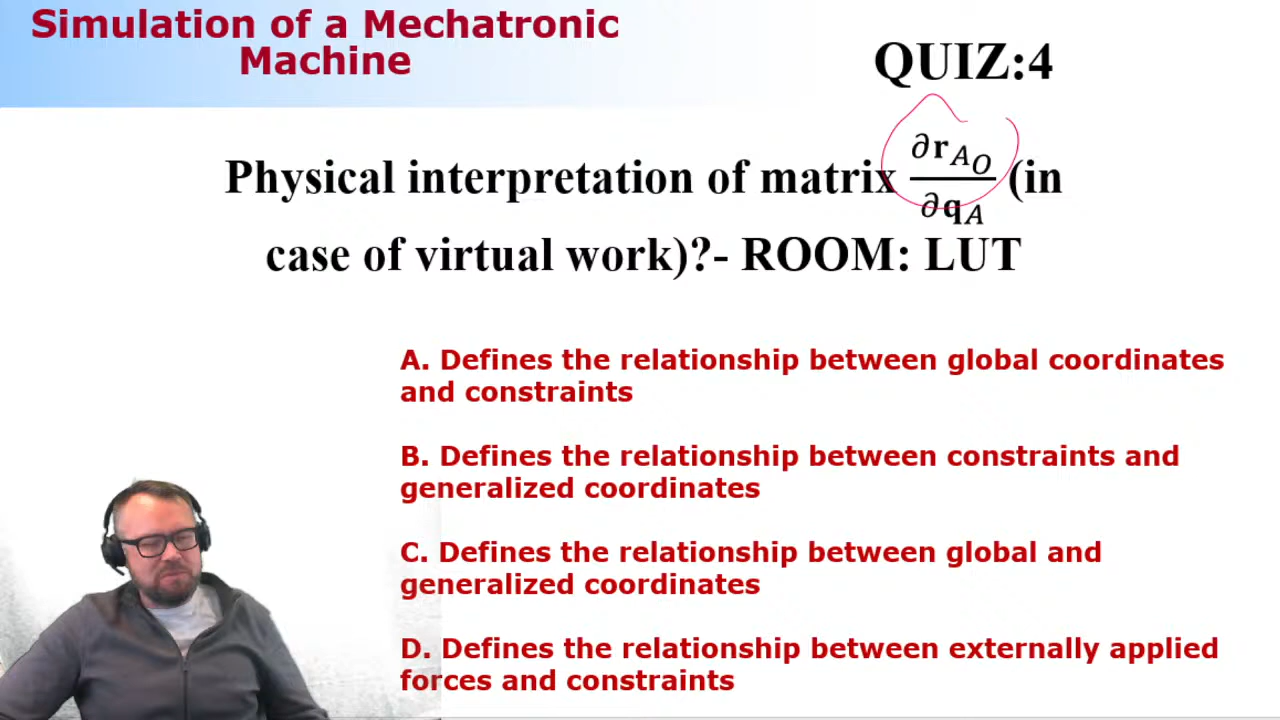 Simulation of a Mechatronic
Machine
QUIZ:4
Physical interpretation of matrix ∂r_{A_O}/∂q_A (in
case of virtual work)?- ROOM: LUT
A. Defines the relationship between global coordinates
and constraints
B. Defines the relationship between constraints and
generalized coordinates
C. Defines the relationship between global and
generalized coordinates
D. Defines the relationship between externally applied
forces and constraints